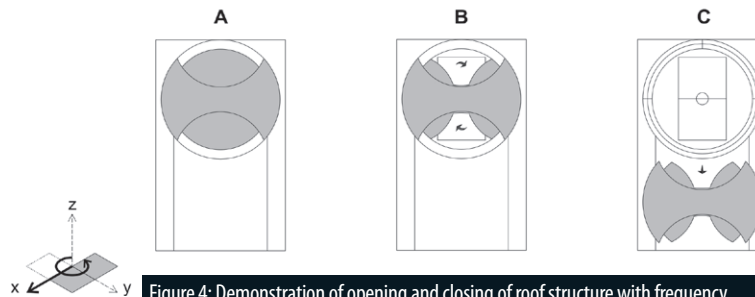 A
B
C
z
x
y
Figure 4: Demonstration of opening and closing of roof structure with frequency